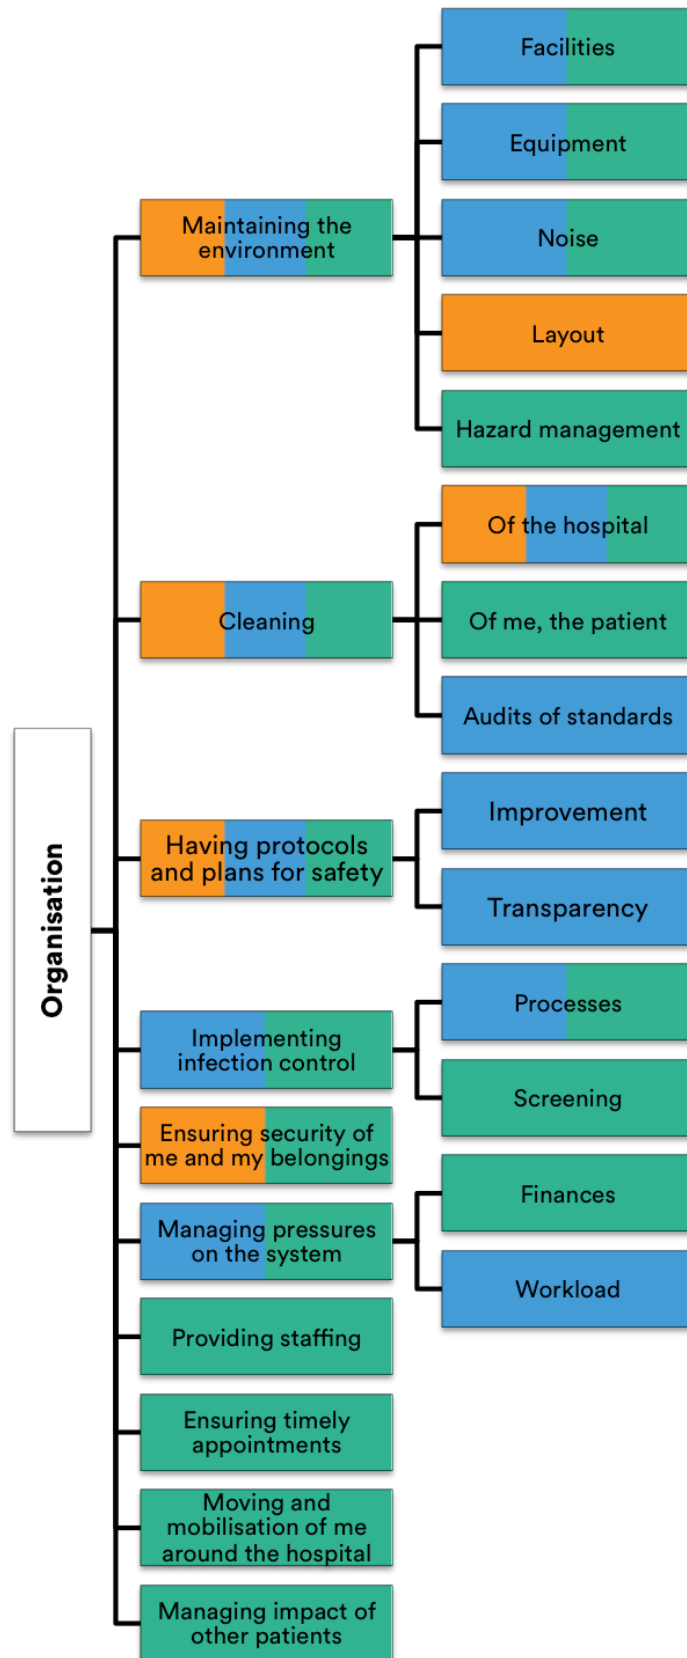 Organisation
Maintaining the
environment
Facilities
Equipment
Noise
Layout
Hazard management
Cleaning
Of the hospital
Of me, the patient
Audits of standards
Having protocols
and plans for safety
Improvement
Transparency
Implementing
infection control
Processes
Screening
Ensuring security of
me and my belongings
Managing pressures
on the system
Finances
Workload
Providing staffing
Ensuring timely
appointments
Moving and
mobilisation of me
around the hospital
Managing impact of
other patients